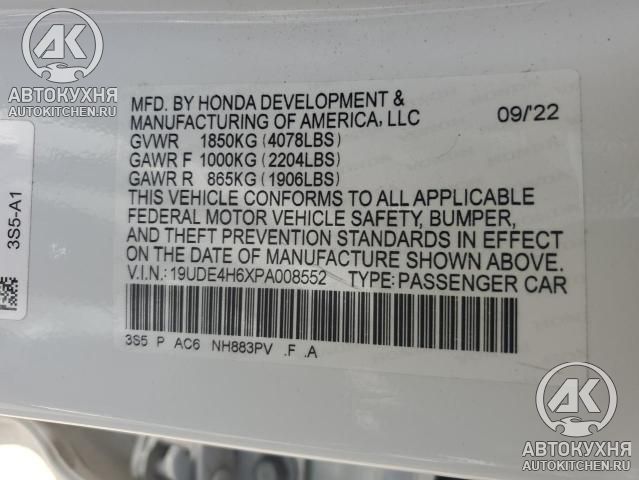 АК
АВТОКУХНЯ
AUTOKITCHEN.RU
MFD. BY HONDA DEVELOPMENT &
MANUFACTURING OF AMERICA, LLC 09/22
GVWR 1850KG (4078LBS)
GAWR F 1000KG (2204LBS)
GAWR R 865KG (1906LBS)
THIS VEHICLE CONFORMS TO ALL APPLICABLE
FEDERAL MOTOR VEHICLE SAFETY, BUMPER,
AND THEFT PREVENTION STANDARDS IN EFFECT
ON THE DATE OF MANUFACTURE SHOWN ABOVE.
V.I.N.:19UDE4H6XPA008552 TYPE:PASSENGER CAR
3S5 P AC6 NH883PV .F .A
3S5-A1
АК
АВТОКУХНЯ
AUTOKITCHEN.RU